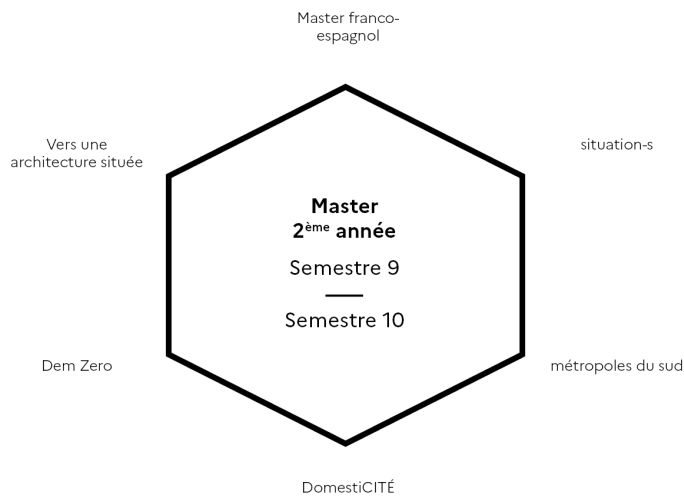 Master franco-
espagnol
Vers une
architecture située
situation-s
Master
2ème année
Semestre 9
Semestre 10
Dem Zero
métropoles du sud
DomestiCITÉ